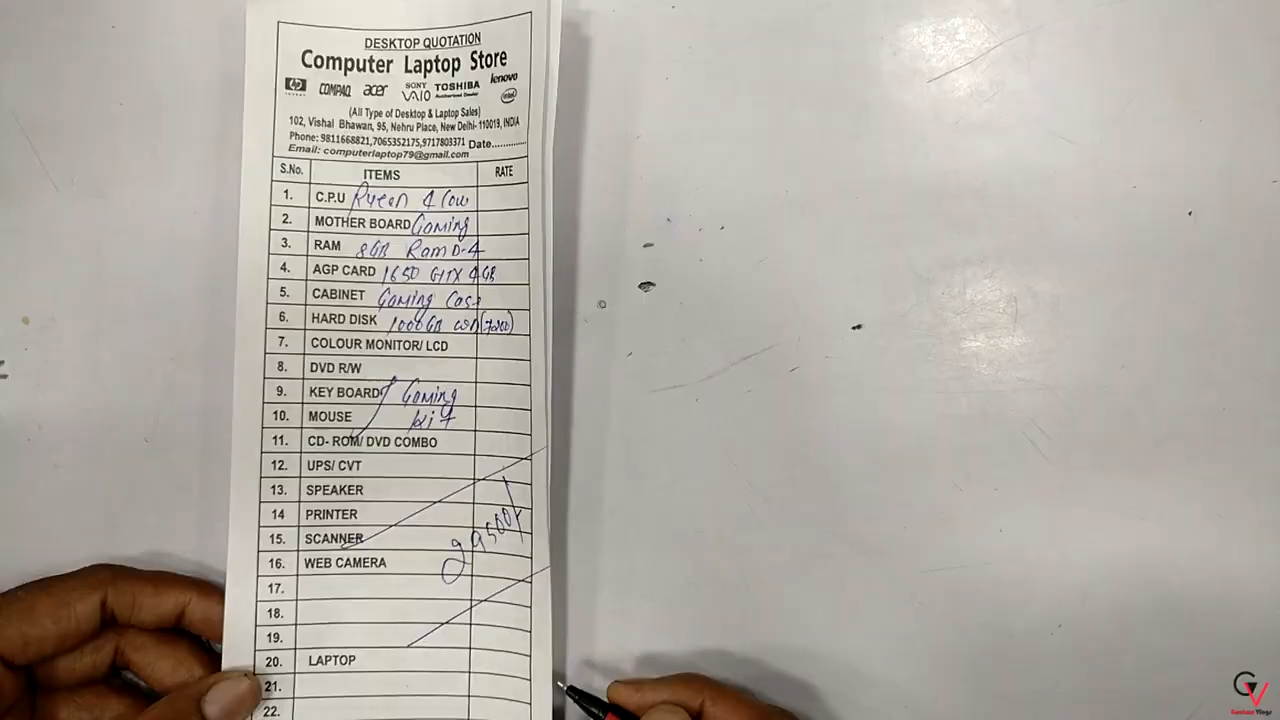 DESKTOP QUOTATION
Computer Laptop Store
hp COMPAQ acer SONY VAIO TOSHIBA lenovo intel
(All Type of Desktop & Laptop Sales)
102, Vishal Bhawan, 95, Nehru Place, New Delhi- 110019, INDIA
Phone: 9811668821,7065352175,9717803371 Date.............
Email: computerlaptop79@gmail.com
S.No. ITEMS RATE
1. C.P.U Ryzen 4 Core
2. MOTHER BOARD Gaming
3. RAM 8GB Ram D-4
4. AGP CARD 1650 GTX 4GB
5. CABINET Gaming Case
6. HARD DISK 1000GB (7200)
7. COLOUR MONITOR/ LCD
8. DVD R/W
9. KEY BOARD Gaming
10. MOUSE Kit
11. CD- ROM/ DVD COMBO
12. UPS/ CVT
13. SPEAKER
14 PRINTER
15. SCANNER
29500/
16. WEB CAMERA
17.
18.
19.
20. LAPTOP
21.
22.
GV